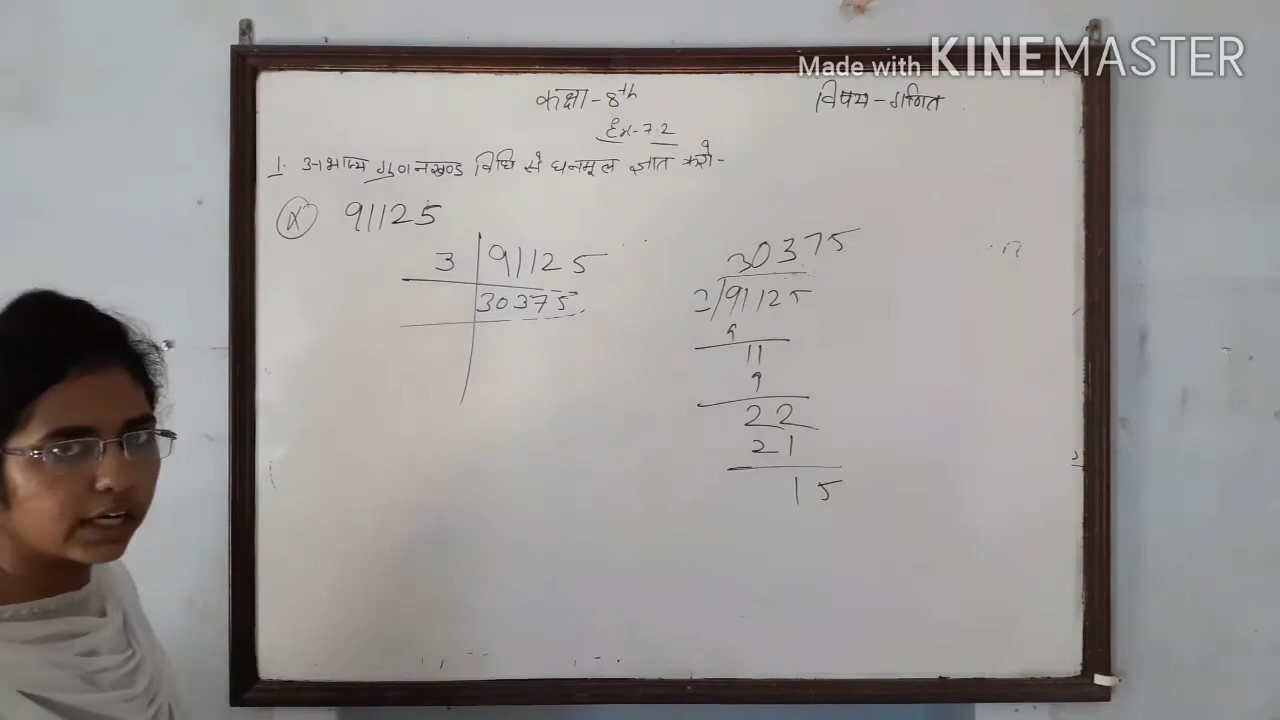 Made with KINEMASTER
कक्षा - 8th
विषय - गणित
Ex- 7.2
1. अभाज्य गुणनखण्ड विधि से घनमूल ज्ञात करो -
91125
3 | 91125
30375
30375
3)91125
9
11
9
22
21
15